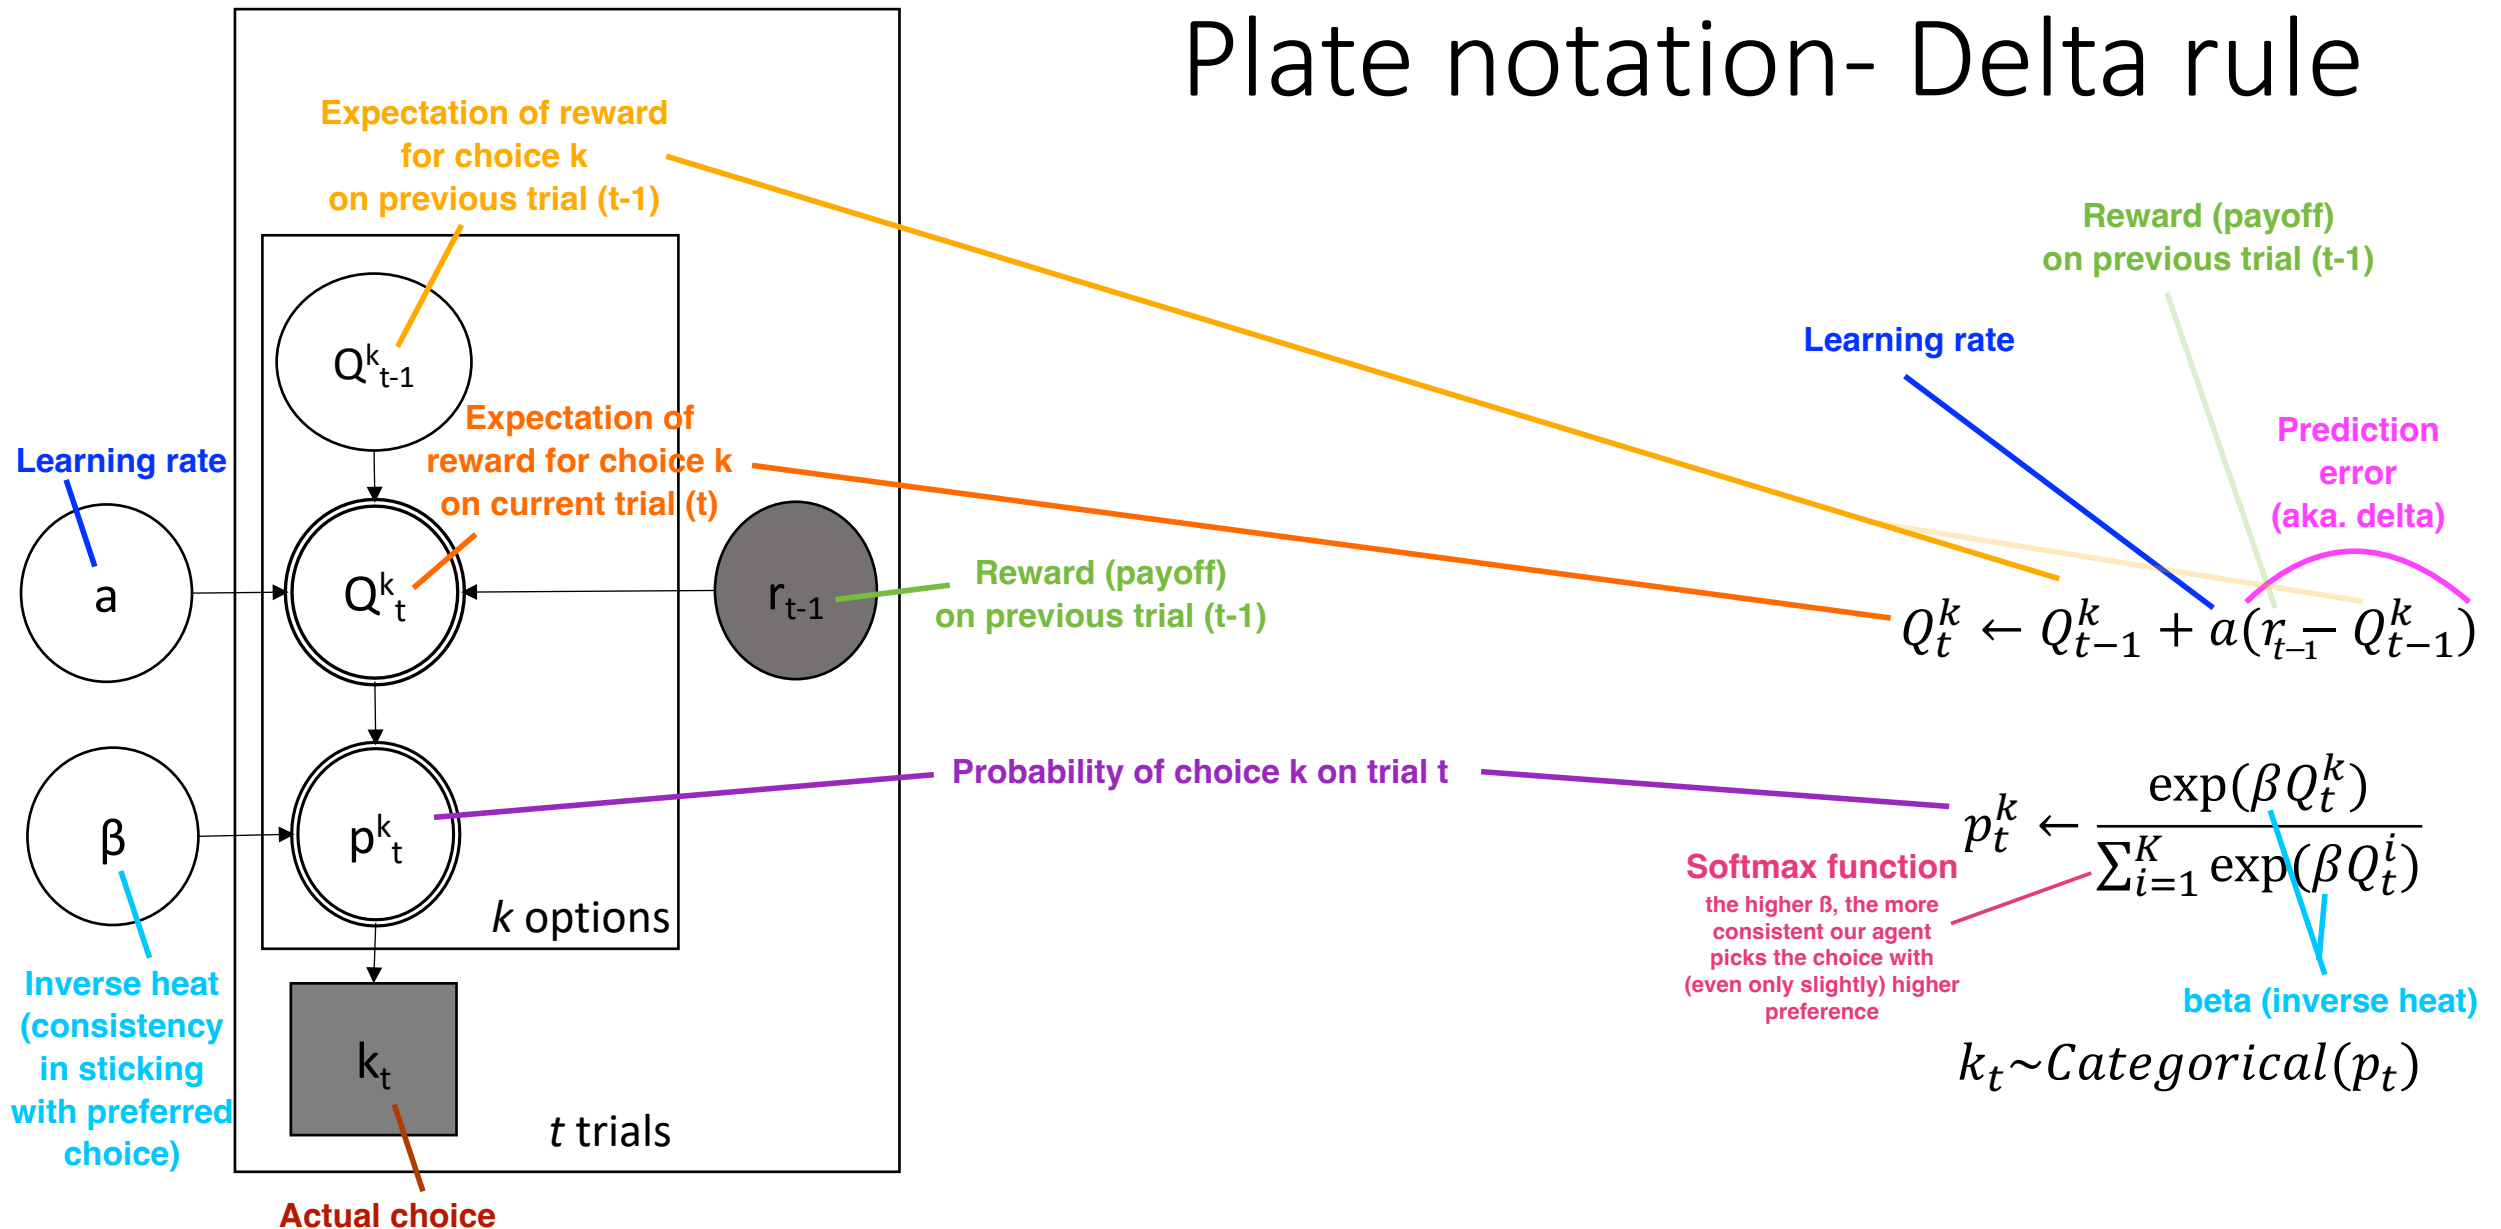 Plate notation- Delta rule
Expectation of reward
for choice k
on previous trial (t-1)
Q^k_{t-1}
Expectation of
reward for choice k
on current trial (t)
Learning rate
a
Q^k_t
r_{t-1}
Reward (payoff)
on previous trial (t-1)
β
p^k_t
Probability of choice k on trial t
k options
Inverse heat
(consistency
in sticking
with preferred
choice)
k_t
t trials
Actual choice
Reward (payoff)
on previous trial (t-1)
Learning rate
Prediction
error
(aka. delta)
Q_t^k ← Q_{t−1}^k + a(r_{t−1} − Q_{t−1}^k)
p_t^k ← exp(βQ_t^k) / ∑_{i=1}^K exp(βQ_t^i)
Softmax function
the higher ß, the more
consistent our agent
picks the choice with
(even only slightly) higher
preference
beta (inverse heat)
k_t~Categorical(p_t)